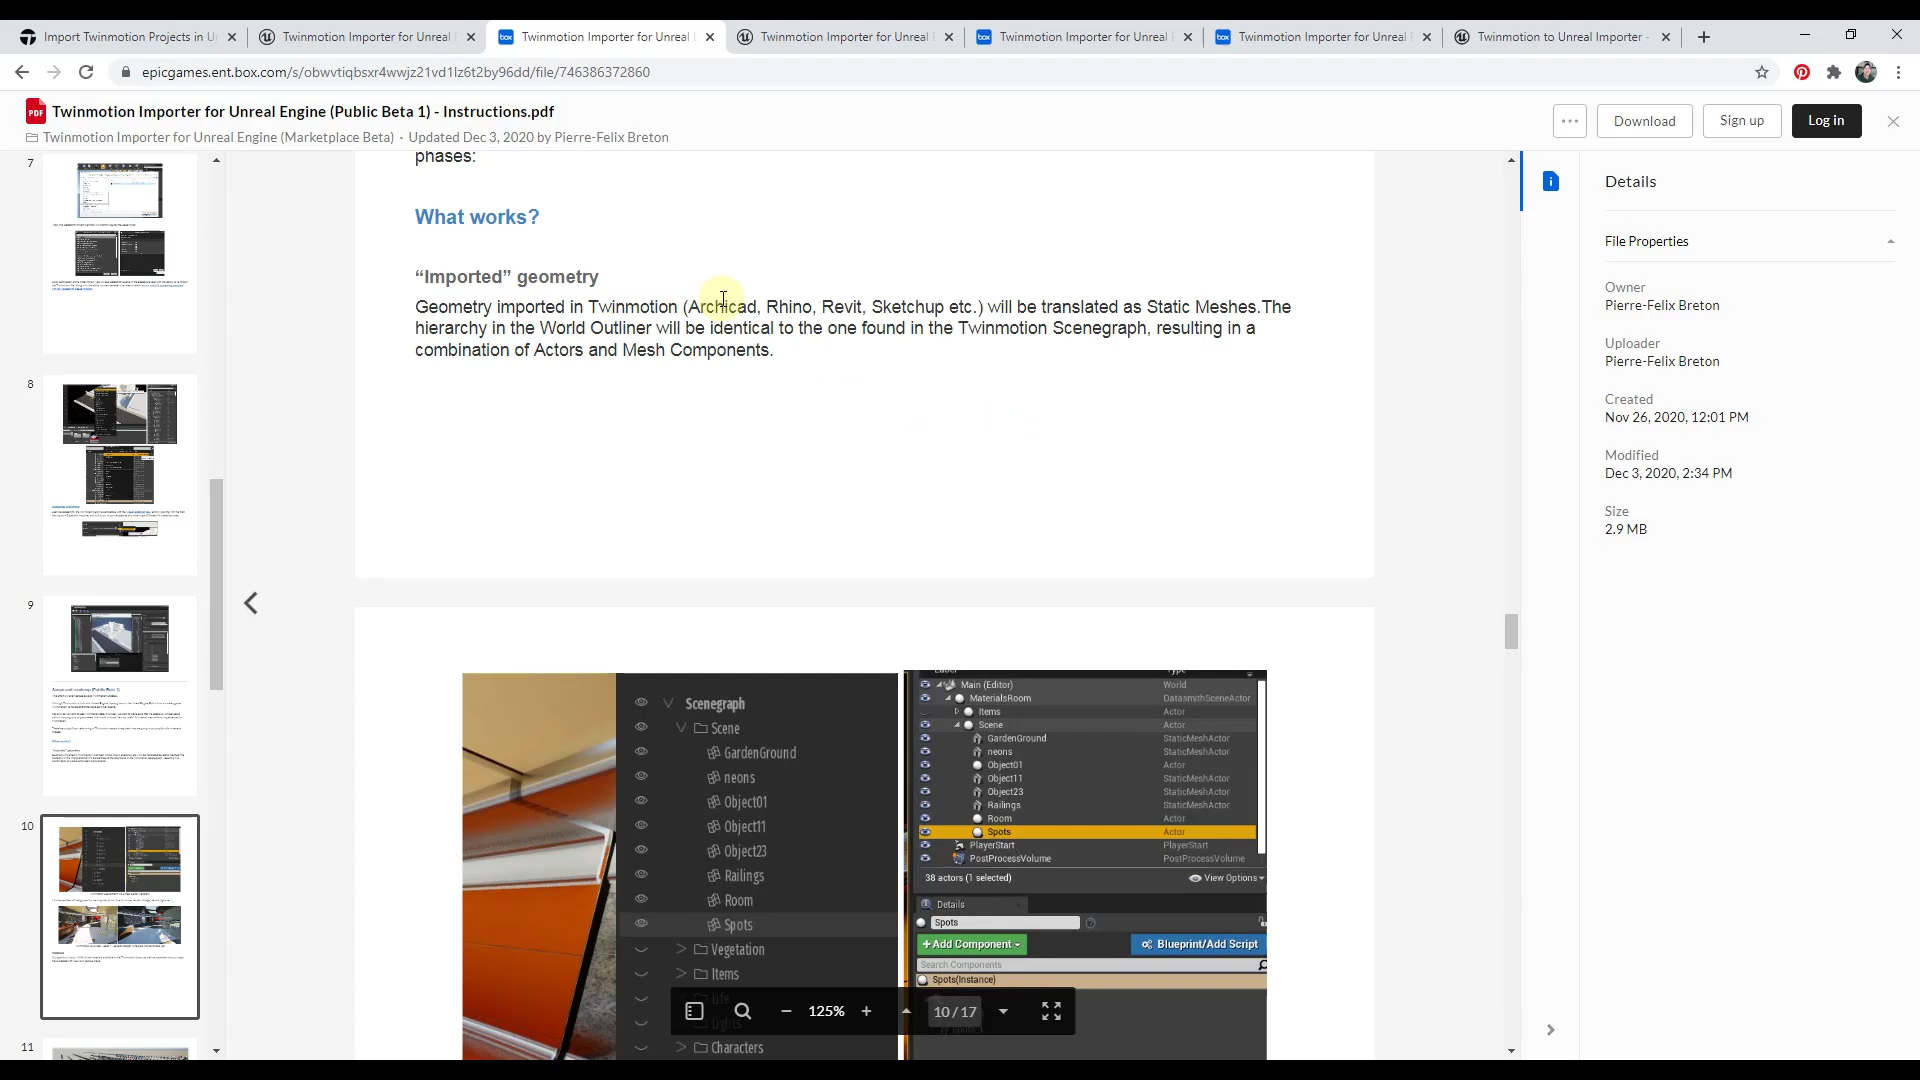 Import Twinmotion Projects in U
Twinmotion Importer for Unreal E
Twinmotion Importer for Unreal
Twinmotion Importer for Unreal E
Twinmotion Importer for Unreal
Twinmotion Importer for Unreal E
Twinmotion to Unreal Importer -
epicgames.ent.box.com/s/obwvtiqbsxr4wwjz21vd1lz6t2by96dd/file/746386372860
PDF
Twinmotion Importer for Unreal Engine (Public Beta 1) - Instructions.pdf
Twinmotion Importer for Unreal Engine (Marketplace Beta) · Updated Dec 3, 2020 by Pierre-Felix Breton
Download
Sign up
Log in
7
8
9
10
11
phases:
What works?
“Imported” geometry
Geometry imported in Twinmotion (Archicad, Rhino, Revit, Sketchup etc.) will be translated as Static Meshes.The
hierarchy in the World Outliner will be identical to the one found in the Twinmotion Scenegraph, resulting in a
combination of Actors and Mesh Components.
Scenegraph
Scene
GardenGround
neons
Object01
Object11
Object23
Railings
Room
Spots
Vegetation
Items
Life
Lights
Characters
Label Type
Main (Editor) World
MaterialsRoom DatasmithSceneActor
Items Actor
Scene Actor
GardenGround StaticMeshActor
neons StaticMeshActor
Object01 Actor
Object11 StaticMeshActor
Object23 StaticMeshActor
Railings StaticMeshActor
Room Actor
Spots Actor
PlayerStart PlayerStart
PostProcessVolume PostProcessVolume
38 actors (1 selected) View Options
Details
Spots
+Add Component
Blueprint/Add Script
Search Components
Spots(Instance)
125%
10 / 17
Details
File Properties
Owner
Pierre-Felix Breton
Uploader
Pierre-Felix Breton
Created
Nov 26, 2020, 12:01 PM
Modified
Dec 3, 2020, 2:34 PM
Size
2.9 MB